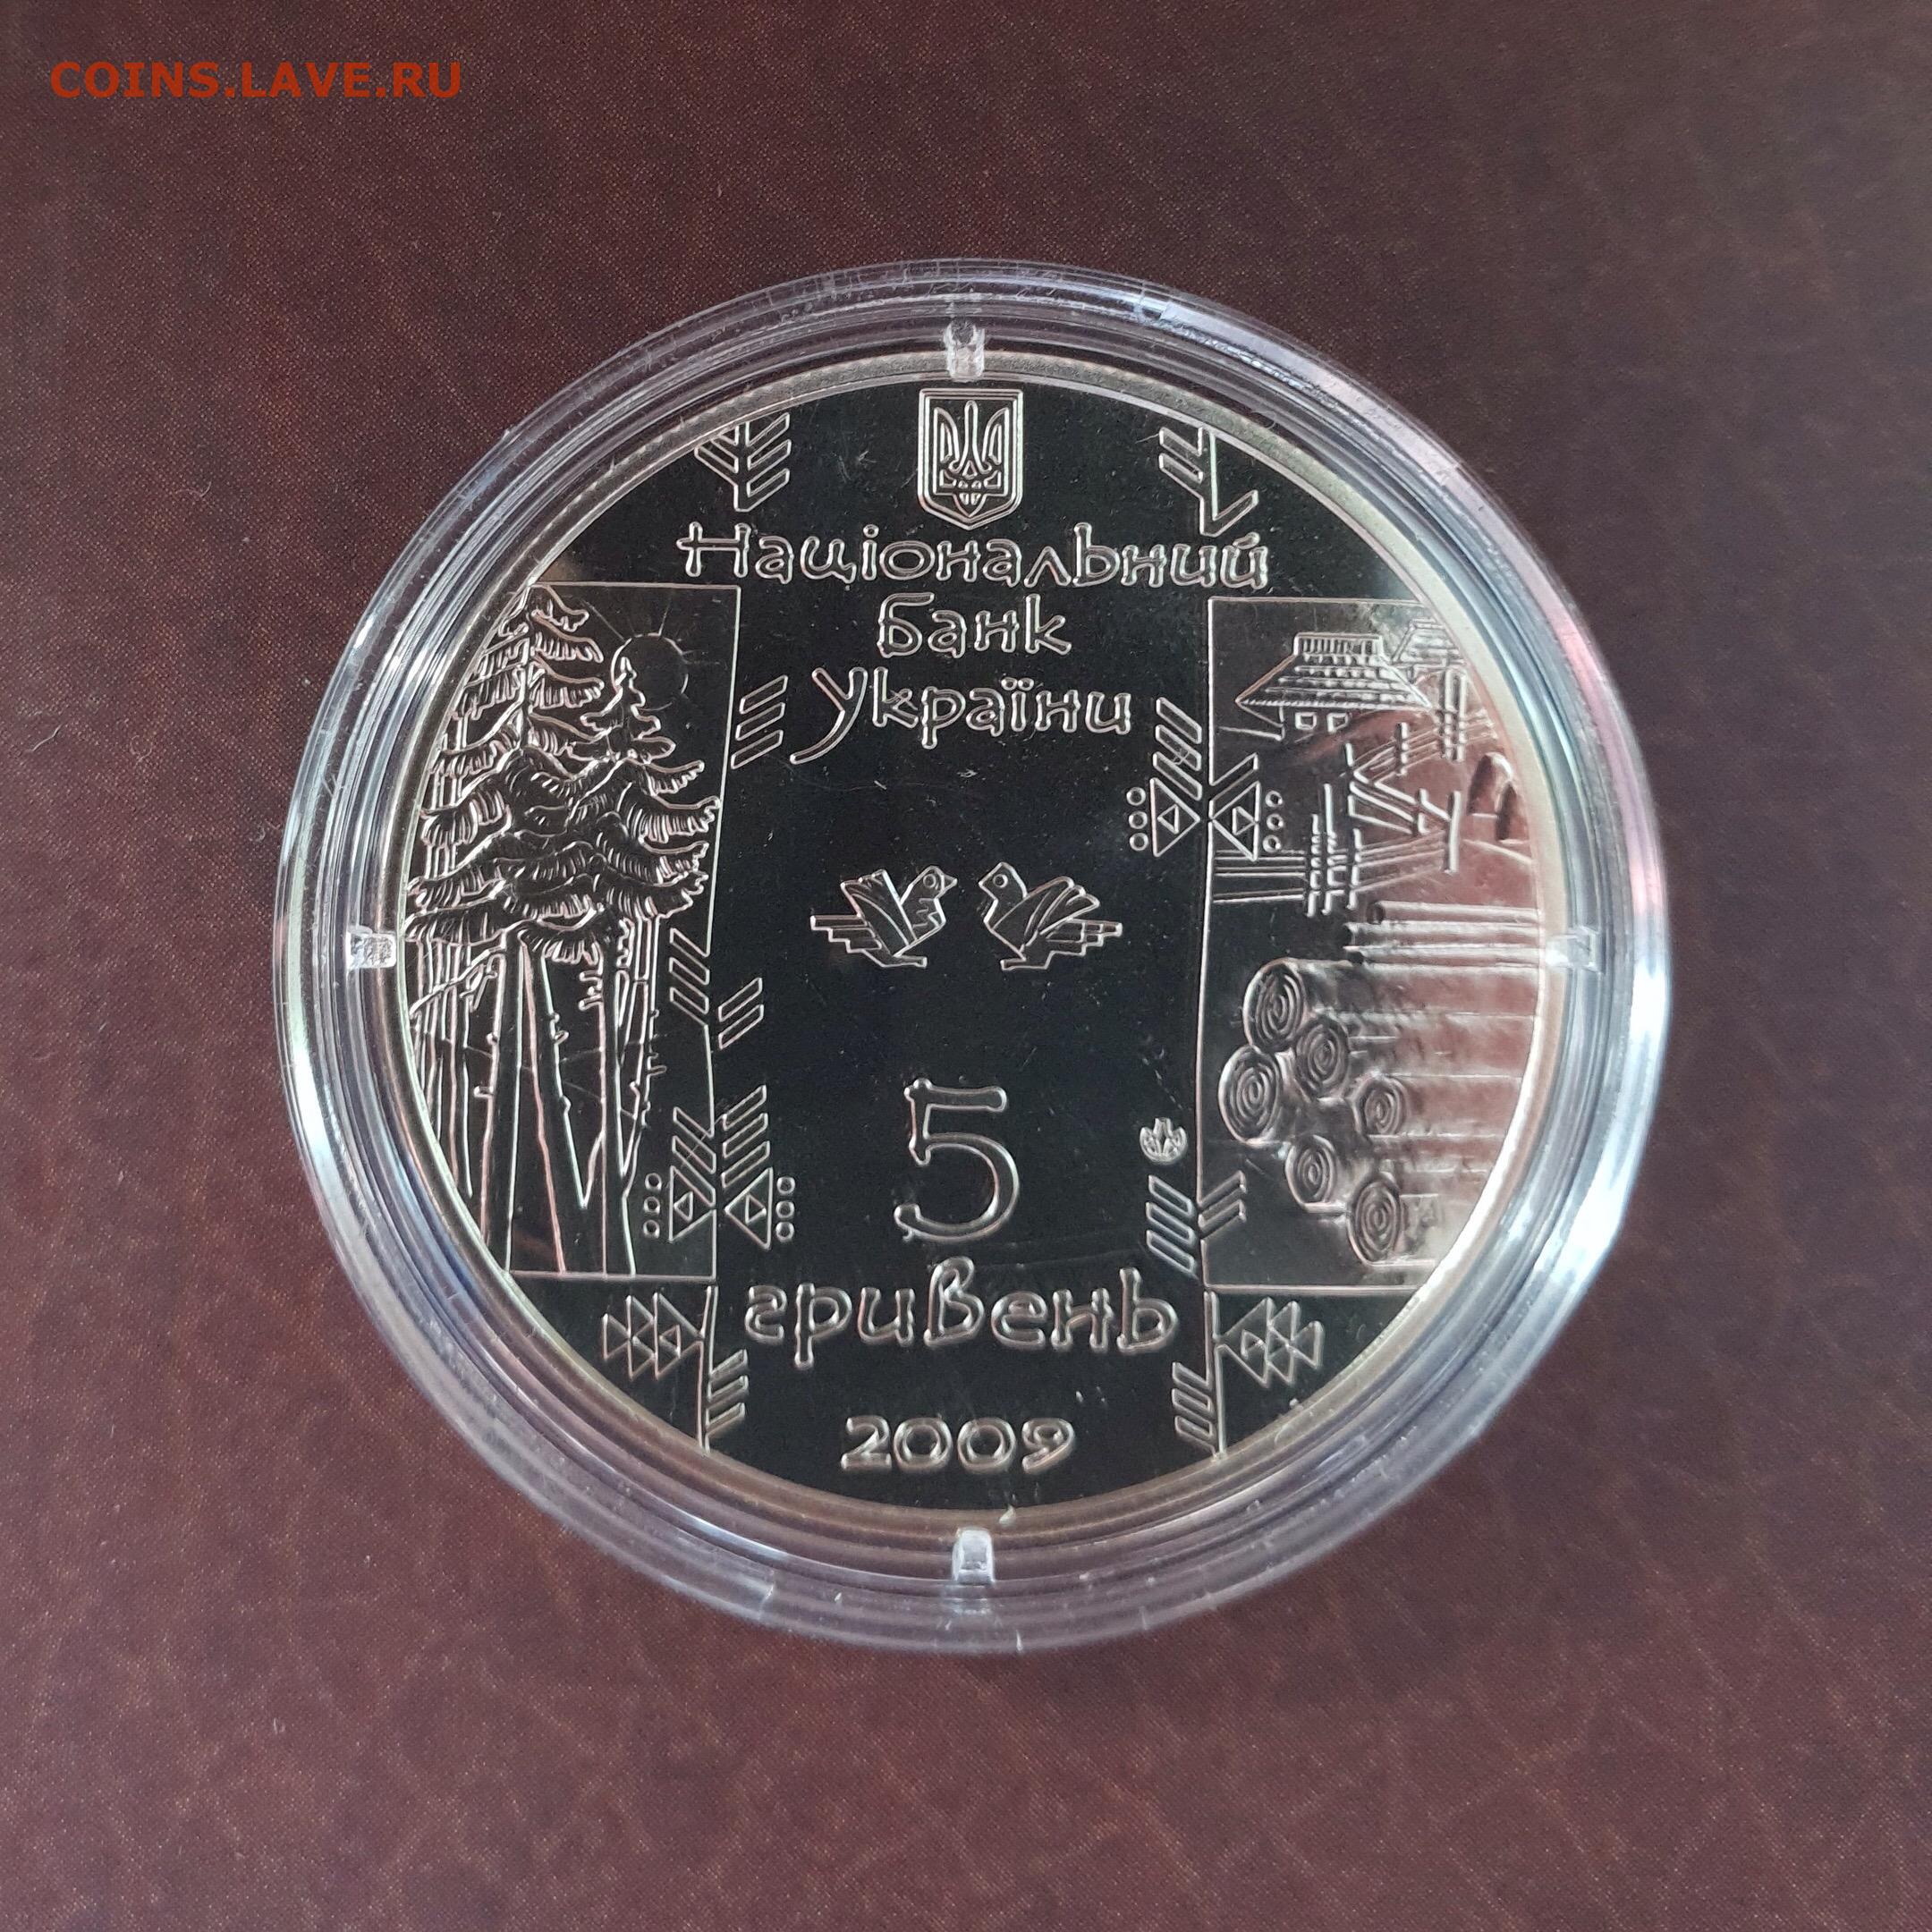 COINS.LAVE.RU
Національний
банк
України
5
гривень
2009